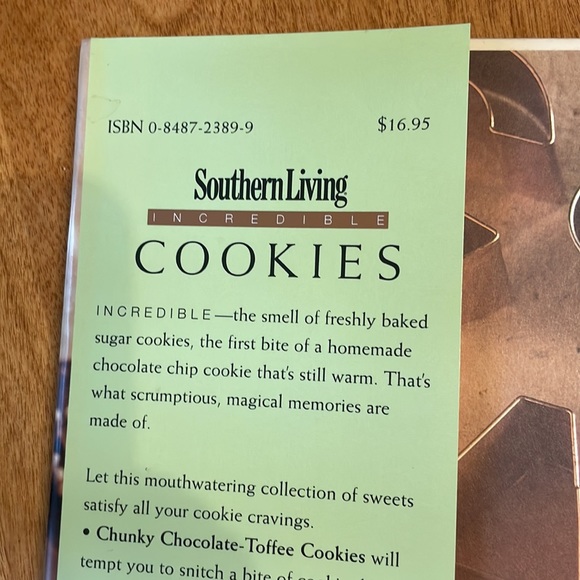 ISBN 0-8487-2389-9 $16.95
Southern Living
INCREDIBLE
COOKIES
INCREDIBLE—the smell of freshly baked
sugar cookies, the first bite of a homemade
chocolate chip cookie that's still warm. That's
what scrumptious, magical memories are
made of.
Let this mouthwatering collection of sweets
satisfy all your cookie cravings.
• Chunky Chocolate-Toffee Cookies will
tempt you to snitch a bite of